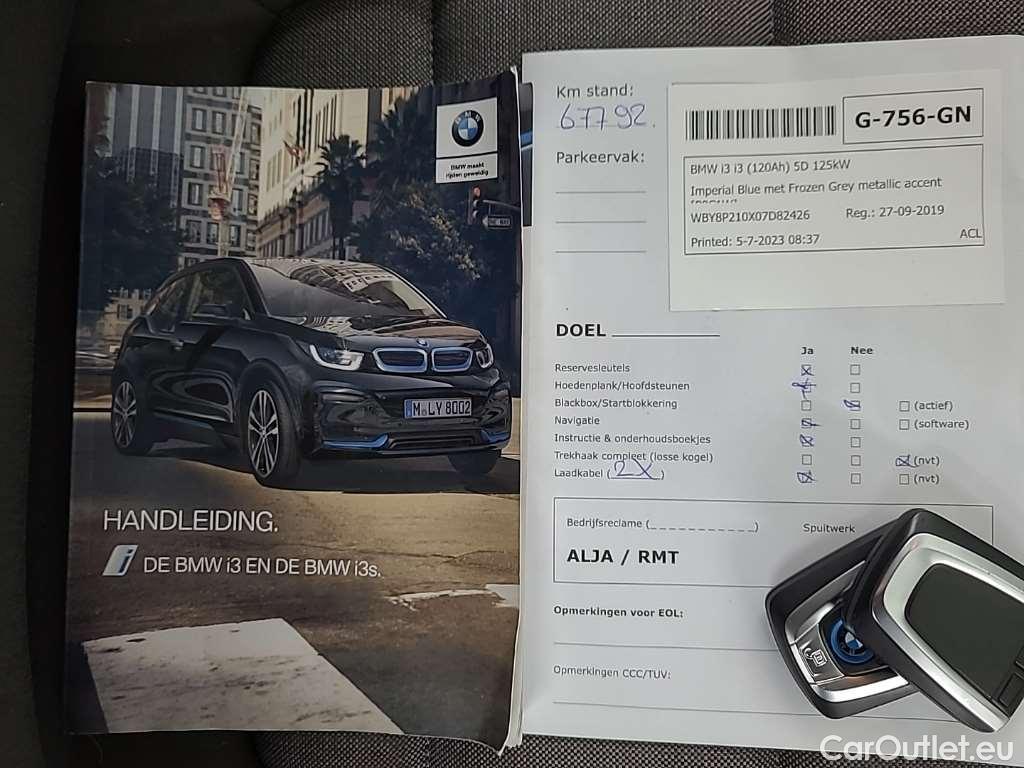 BMW
BMW maakt
rijden geweldig
M LY 8002
HANDLEIDING.
DE BMW i3 EN DE BMW i3s.
Km stand:
67792.
Parkeervak:
G-756-GN
BMW i3 i3 (120Ah) 5D 125kW
Imperial Blue met Frozen Grey metallic accent
WBY8P210X07D82426 Reg.: 27-09-2019
Printed: 5-7-2023 08:37 ACL
DOEL
Ja Nee
Reservesleutels
Hoedenplank/Hoofdsteunen
Blackbox/Startblokkering (actief)
Navigatie (software)
Instructie & onderhoudsboekjes
Trekhaak compleet (losse kogel) (nvt)
Laadkabel (2X) (nvt)
Bedrijfsreclame (___________) Spuitwerk
ALJA / RMT
Opmerkingen voor EOL:
Opmerkingen CCC/TUV:
CarOutlet.eu